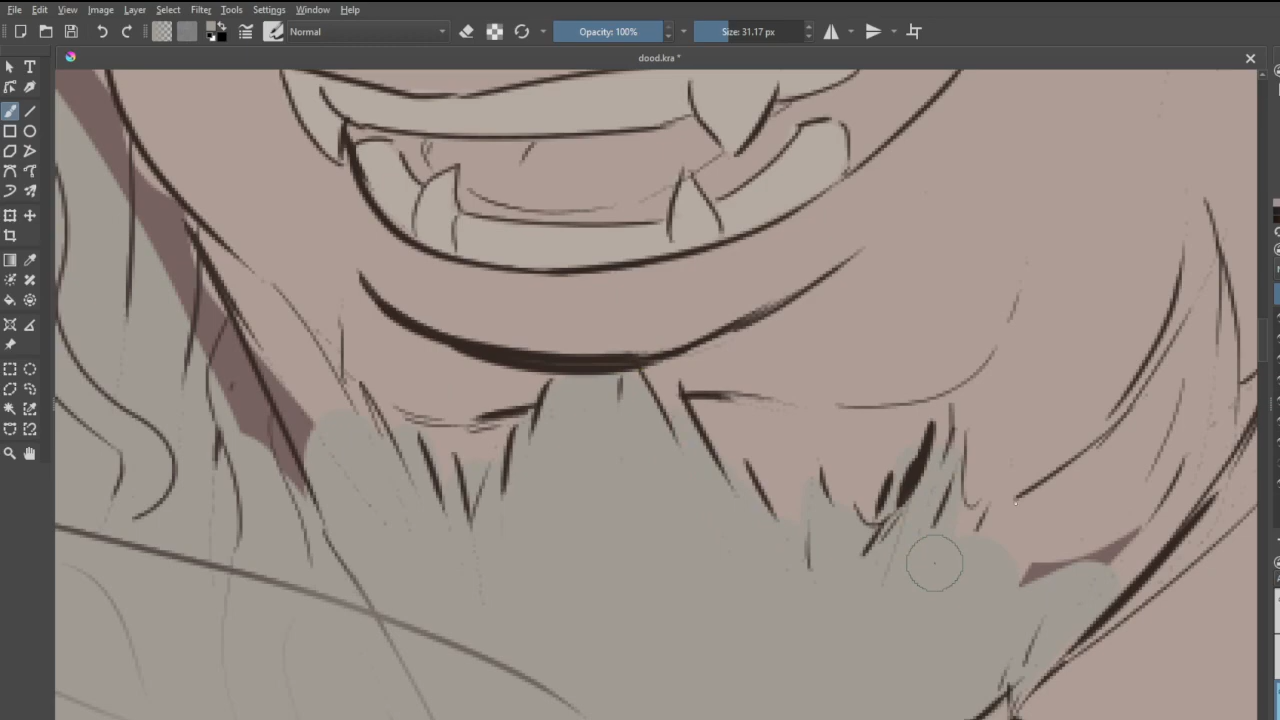 File Edit View Image Layer Select Filter Tools Settings Window Help
Normal Opacity: 100% Size: 31.17 px
dood.kra *